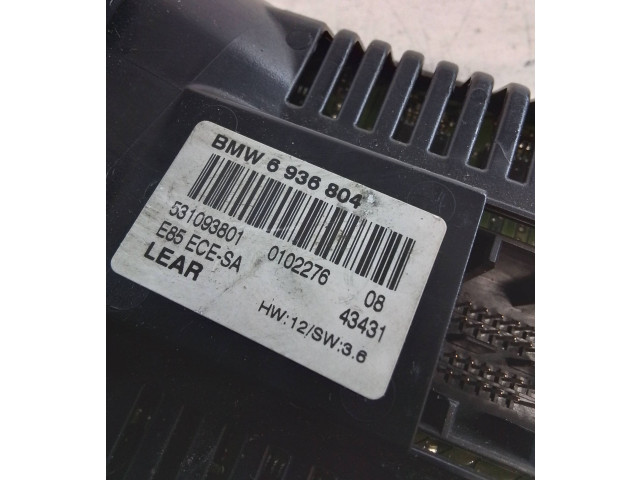 BMW 6 936 804
531093801 0102276 08
E85 ECE-SA 43431
LEAR HW:12/SW:3.6